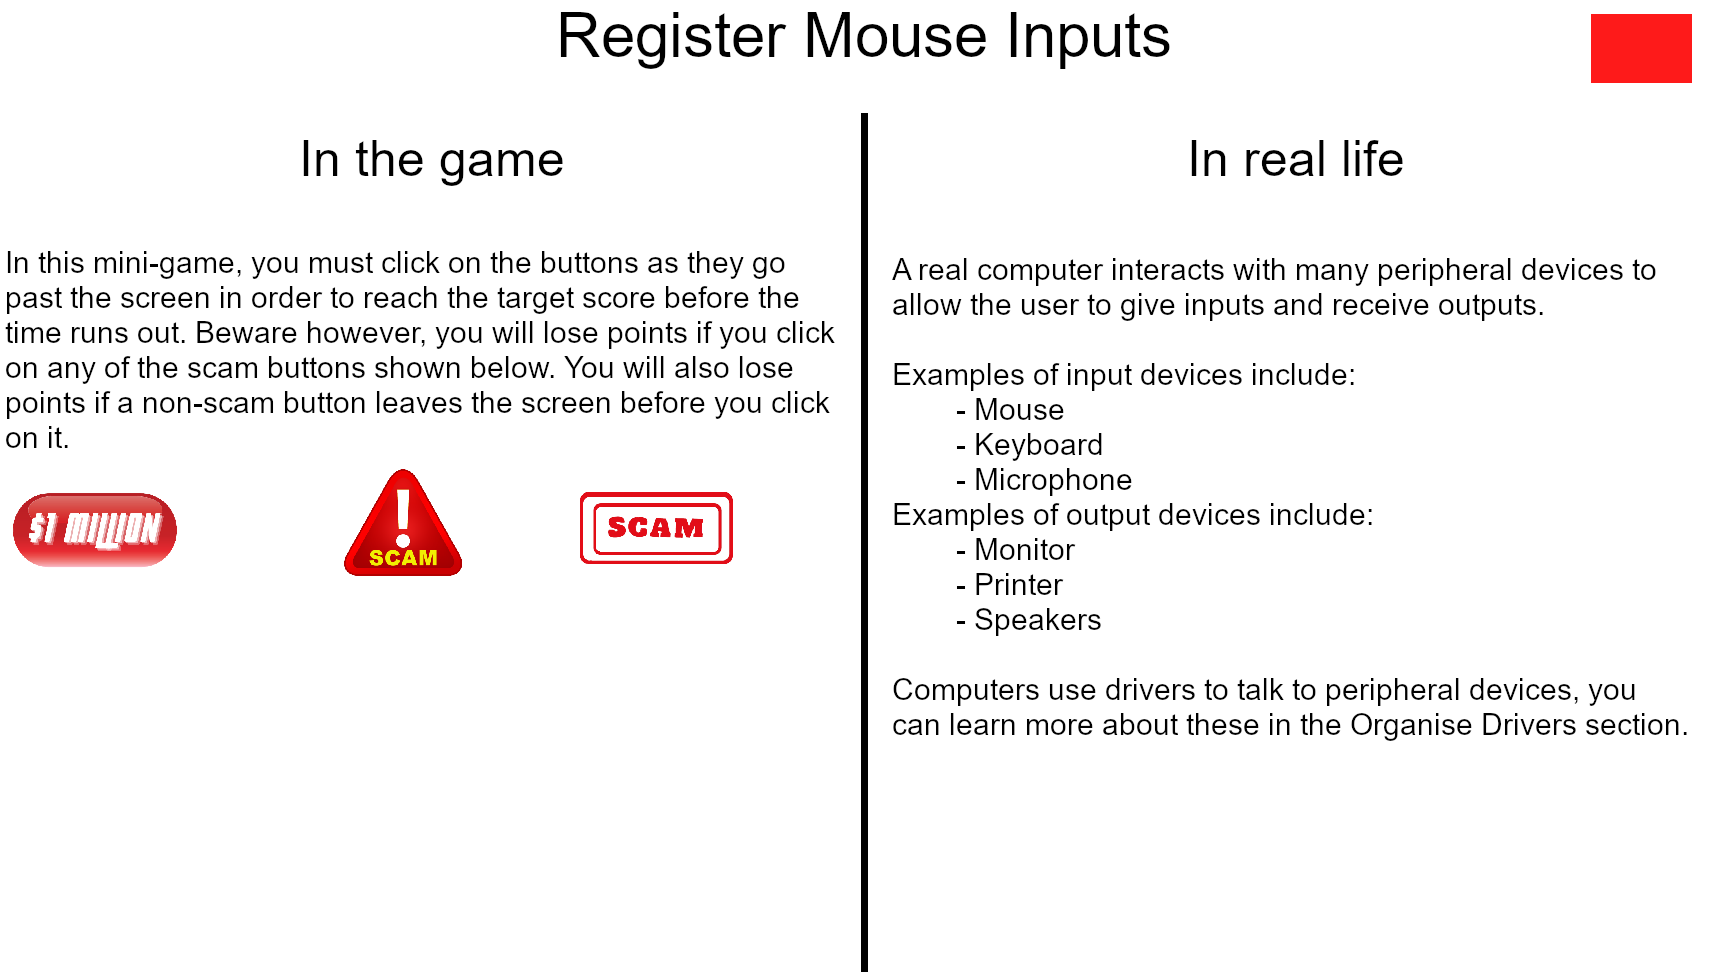 Register Mouse Inputs
In the game
In this mini-game, you must click on the buttons as they go
past the screen in order to reach the target score before the
time runs out. Beware however, you will lose points if you click
on any of the scam buttons shown below. You will also lose
points if a non-scam button leaves the screen before you click
on it.
$1 MILLION
!
SCAM
SCAM
In real life
A real computer interacts with many peripheral devices to
allow the user to give inputs and receive outputs.
Examples of input devices include:
- Mouse
- Keyboard
- Microphone
Examples of output devices include:
- Monitor
- Printer
- Speakers
Computers use drivers to talk to peripheral devices, you
can learn more about these in the Organise Drivers section.